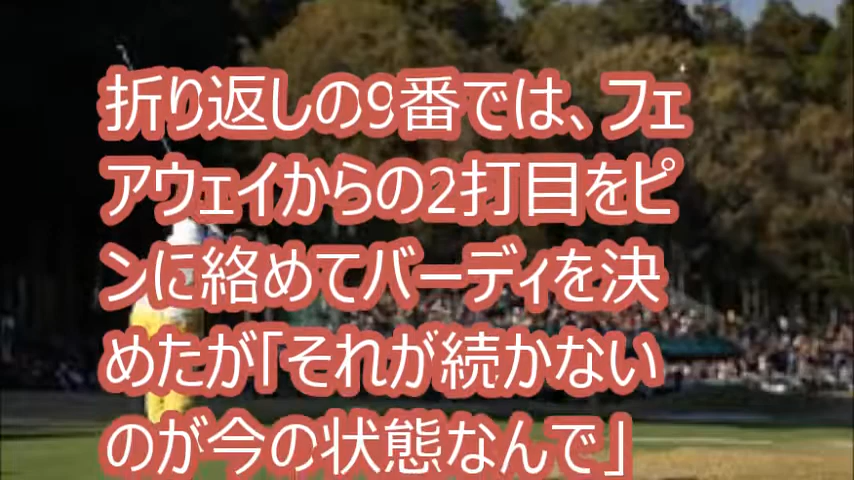 折り返しの9番では、フェ
アウェイからの2打目をピ
ンに絡めてバーディを決
めたが「それが続かない
のが今の状態なんで」